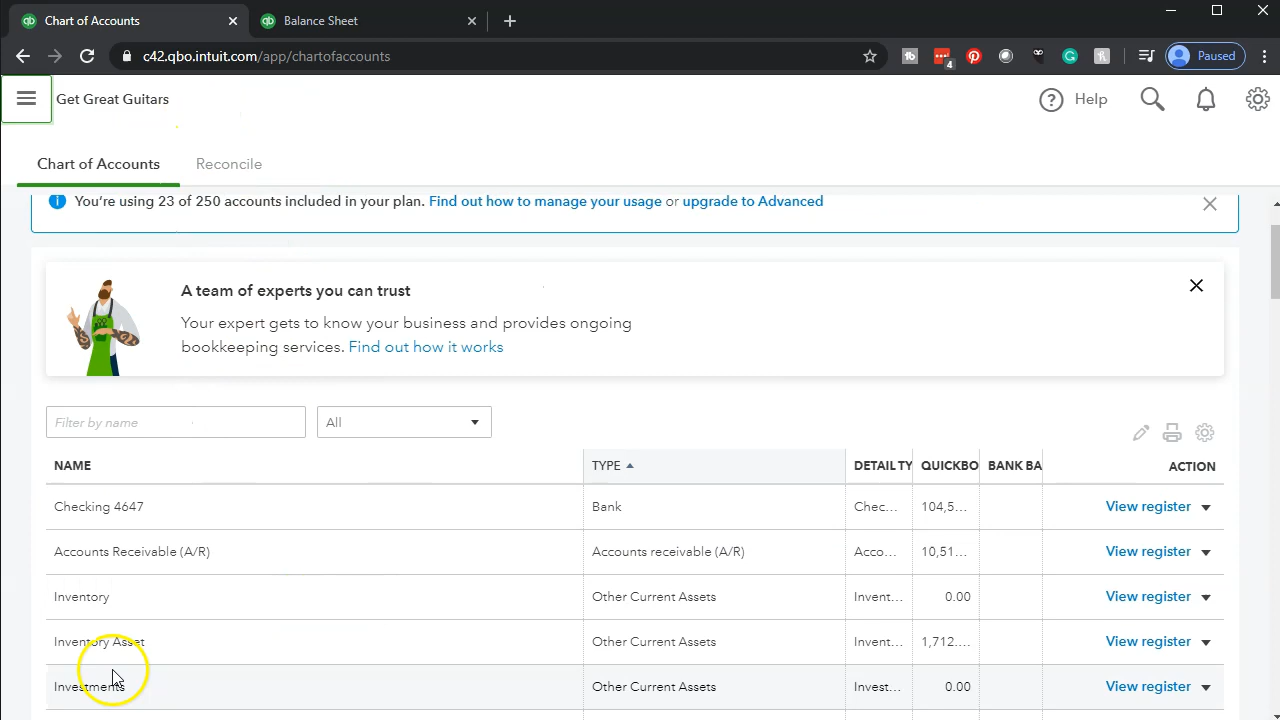 Chart of Accounts
Balance Sheet
c42.qbo.intuit.com/app/chartofaccounts
4
Paused
Get Great Guitars
Help
Chart of Accounts
Reconcile
You're using 23 of 250 accounts included in your plan. Find out how to manage your usage or upgrade to Advanced
A team of experts you can trust
Your expert gets to know your business and provides ongoing
bookkeeping services. Find out how it works
Filter by name
All
NAME TYPE DETAIL TY QUICKBO BANK BA ACTION
Checking 4647 Bank Chec... 104,5... View register
Accounts Receivable (A/R) Accounts receivable (A/R) Acco... 10,51... View register
Inventory Other Current Assets Invent... 0.00 View register
Inventory Asset Other Current Assets Invent... 1,712.... View register
Investments Other Current Assets Invest... 0.00 View register